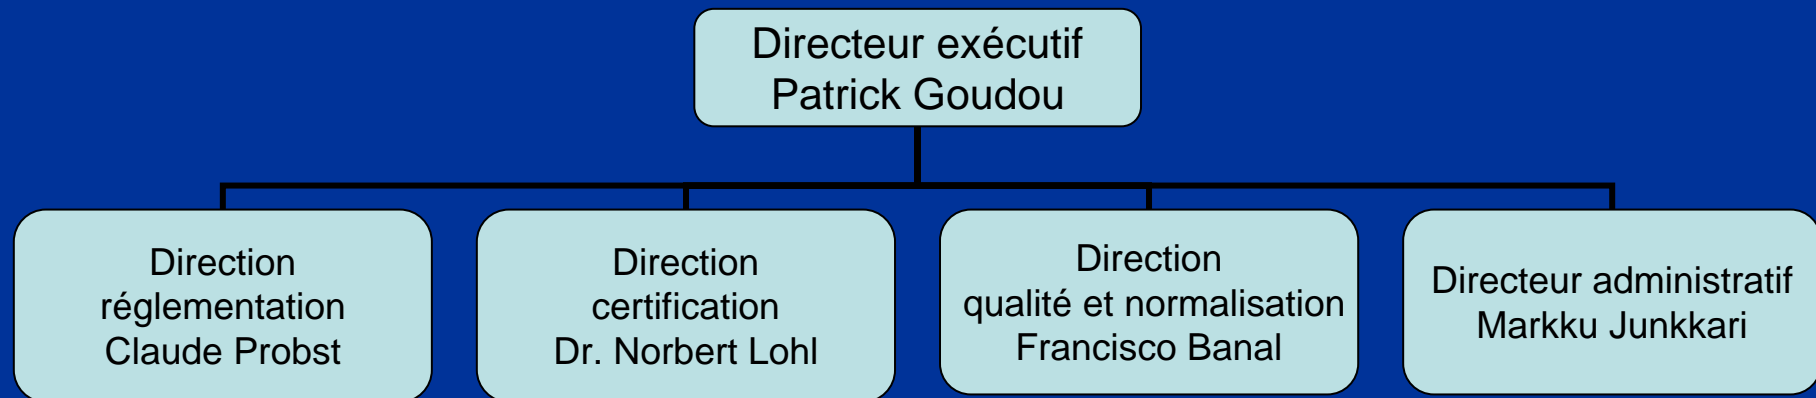 Directeur exécutif
Patrick Goudou
Direction
réglementation
Claude Probst
Direction
certification
Dr. Norbert Lohl
Direction
qualité et normalisation
Francisco Banal
Directeur administratif
Markku Junkkari